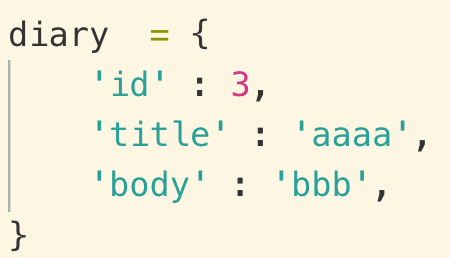 diary  = {
    'id' : 3,
    'title' : 'aaaa',
    'body' : 'bbb',
}